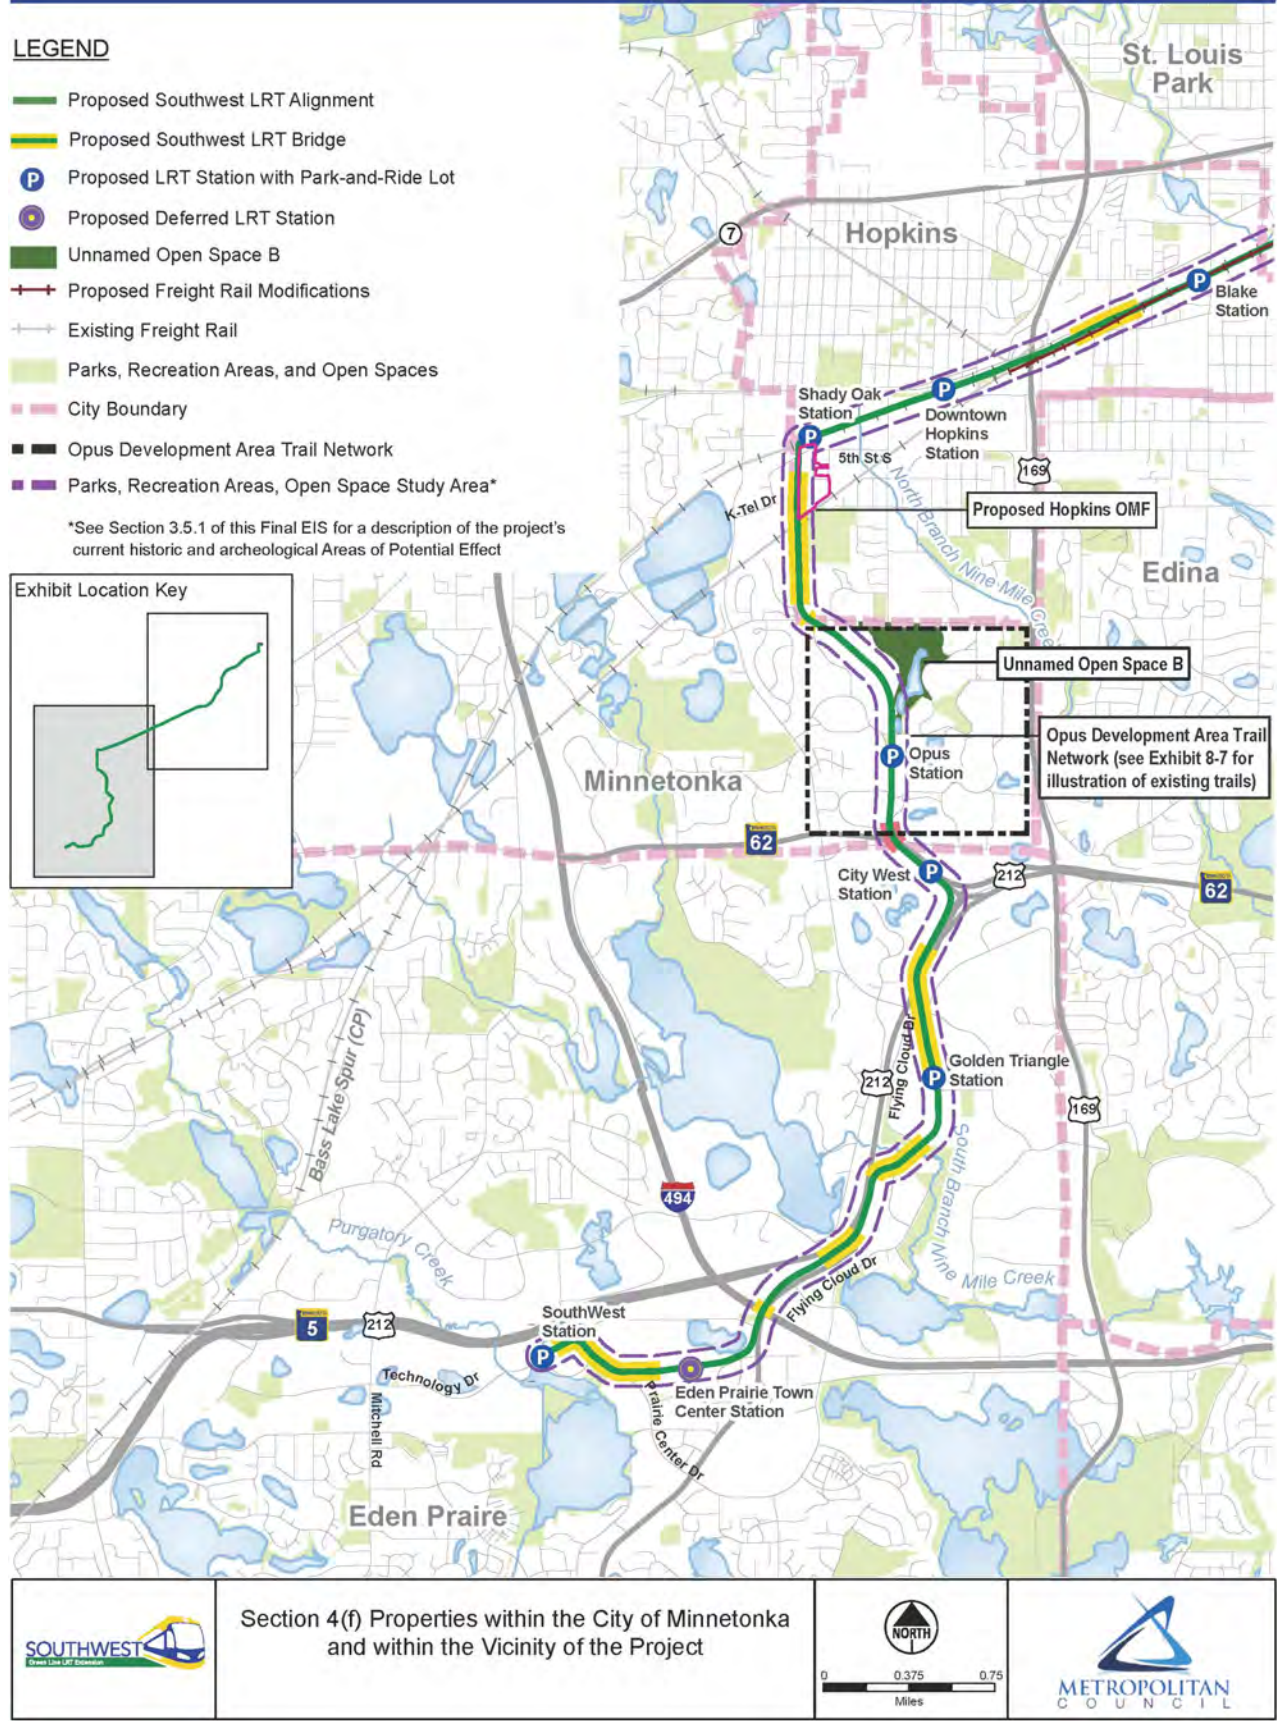 LEGEND
Proposed Southwest LRT Alignment
Proposed Southwest LRT Bridge
P
Proposed LRT Station with Park-and-Ride Lot
Proposed Deferred LRT Station
Unnamed Open Space B
Proposed Freight Rail Modifications
Existing Freight Rail
Parks, Recreation Areas, and Open Spaces
City Boundary
Opus Development Area Trail Network
Parks, Recreation Areas, Open Space Study Area*
*See Section 3.5.1 of this Final EIS for a description of the project's
current historic and archeological Areas of Potential Effect
Exhibit Location Key
St. Louis
Park
7
Hopkins
P
Blake
Station
Shady Oak
Station
P
P
Downtown
Hopkins
Station
5th St S
169
K-Tel Dr
Proposed Hopkins OMF
North Branch Nine Mile Creek
Edina
Unnamed Open Space B
Opus Development Area Trail
Network (see Exhibit 8-7 for
illustration of existing trails)
P
Opus
Station
Minnetonka
62
City West
Station
P
212
62
Bass Lake Spur (CP)
Flying Cloud Dr
212
P
Golden Triangle
Station
169
494
South Branch Nine Mile Creek
Purgatory Creek
Flying Cloud Dr
5
212
SouthWest
Station
P
Technology Dr
Mitchell Rd
Eden Prairie Town
Center Station
Prairie Center Dr
Eden Praire
SOUTHWEST
Green Line LRT Extension
Section 4(f) Properties within the City of Minnetonka
and within the Vicinity of the Project
NORTH
0 0.375 0.75
Miles
METROPOLITAN
COUNCIL